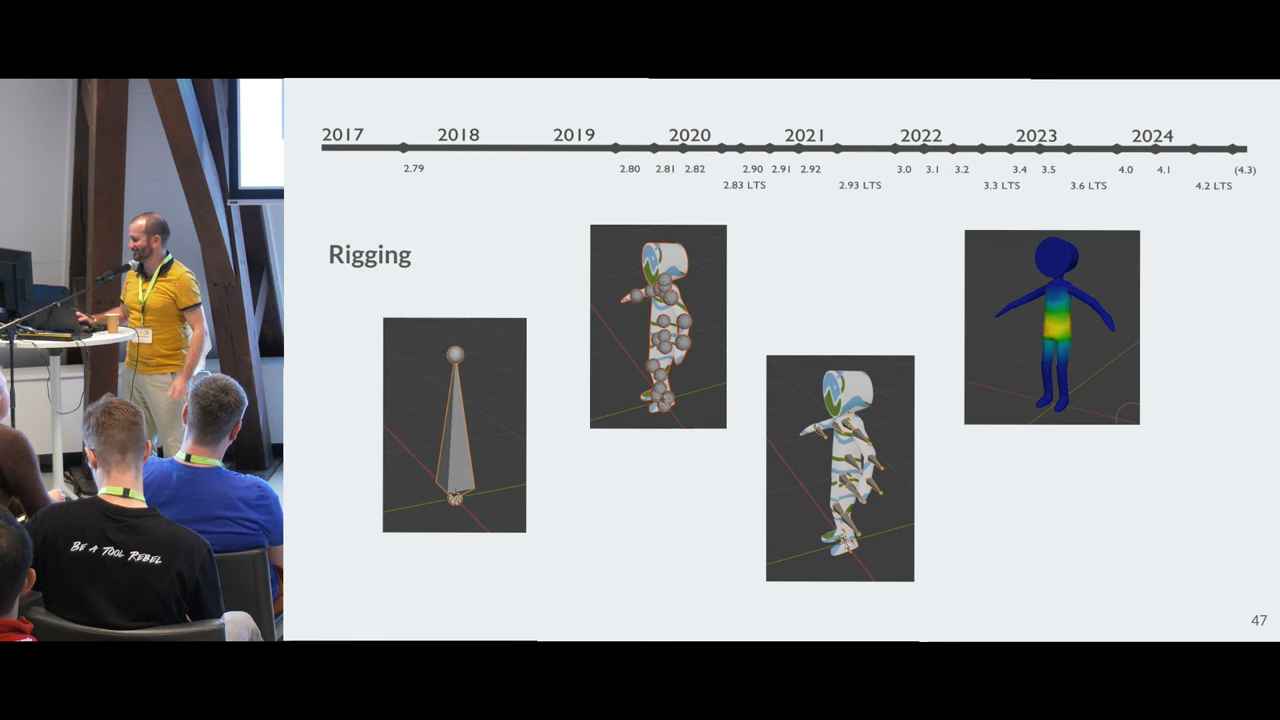 2017 2018 2019 2020 2021 2022 2023 2024
2.79 2.80 2.81 2.82 2.90 2.91 2.92 3.0 3.1 3.2 3.4 3.5 4.0 4.1 (4.3)
2.83 LTS 2.93 LTS 3.3 LTS 3.6 LTS 4.2 LTS
Rigging
BE A TOOL REBEL
47